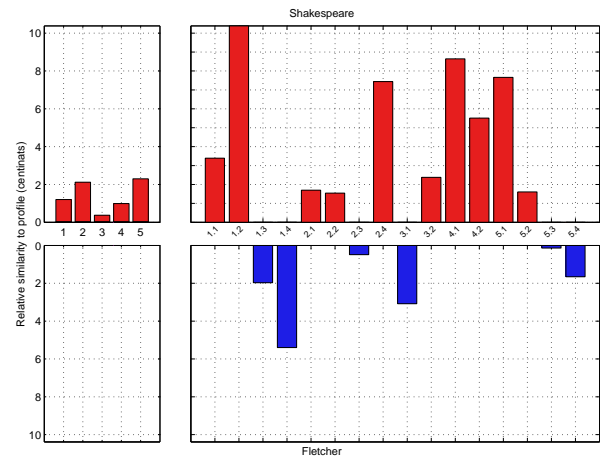 Shakespeare
Relative similarity to profile (centinats)
10
8
6
4
2
0
1 2 3 4 5
1.1 1.2 1.3 1.4 2.1 2.2 2.3 2.4 3.1 3.2 4.1 4.2 5.1 5.2 5.3 5.4
0
2
4
6
8
10
Fletcher